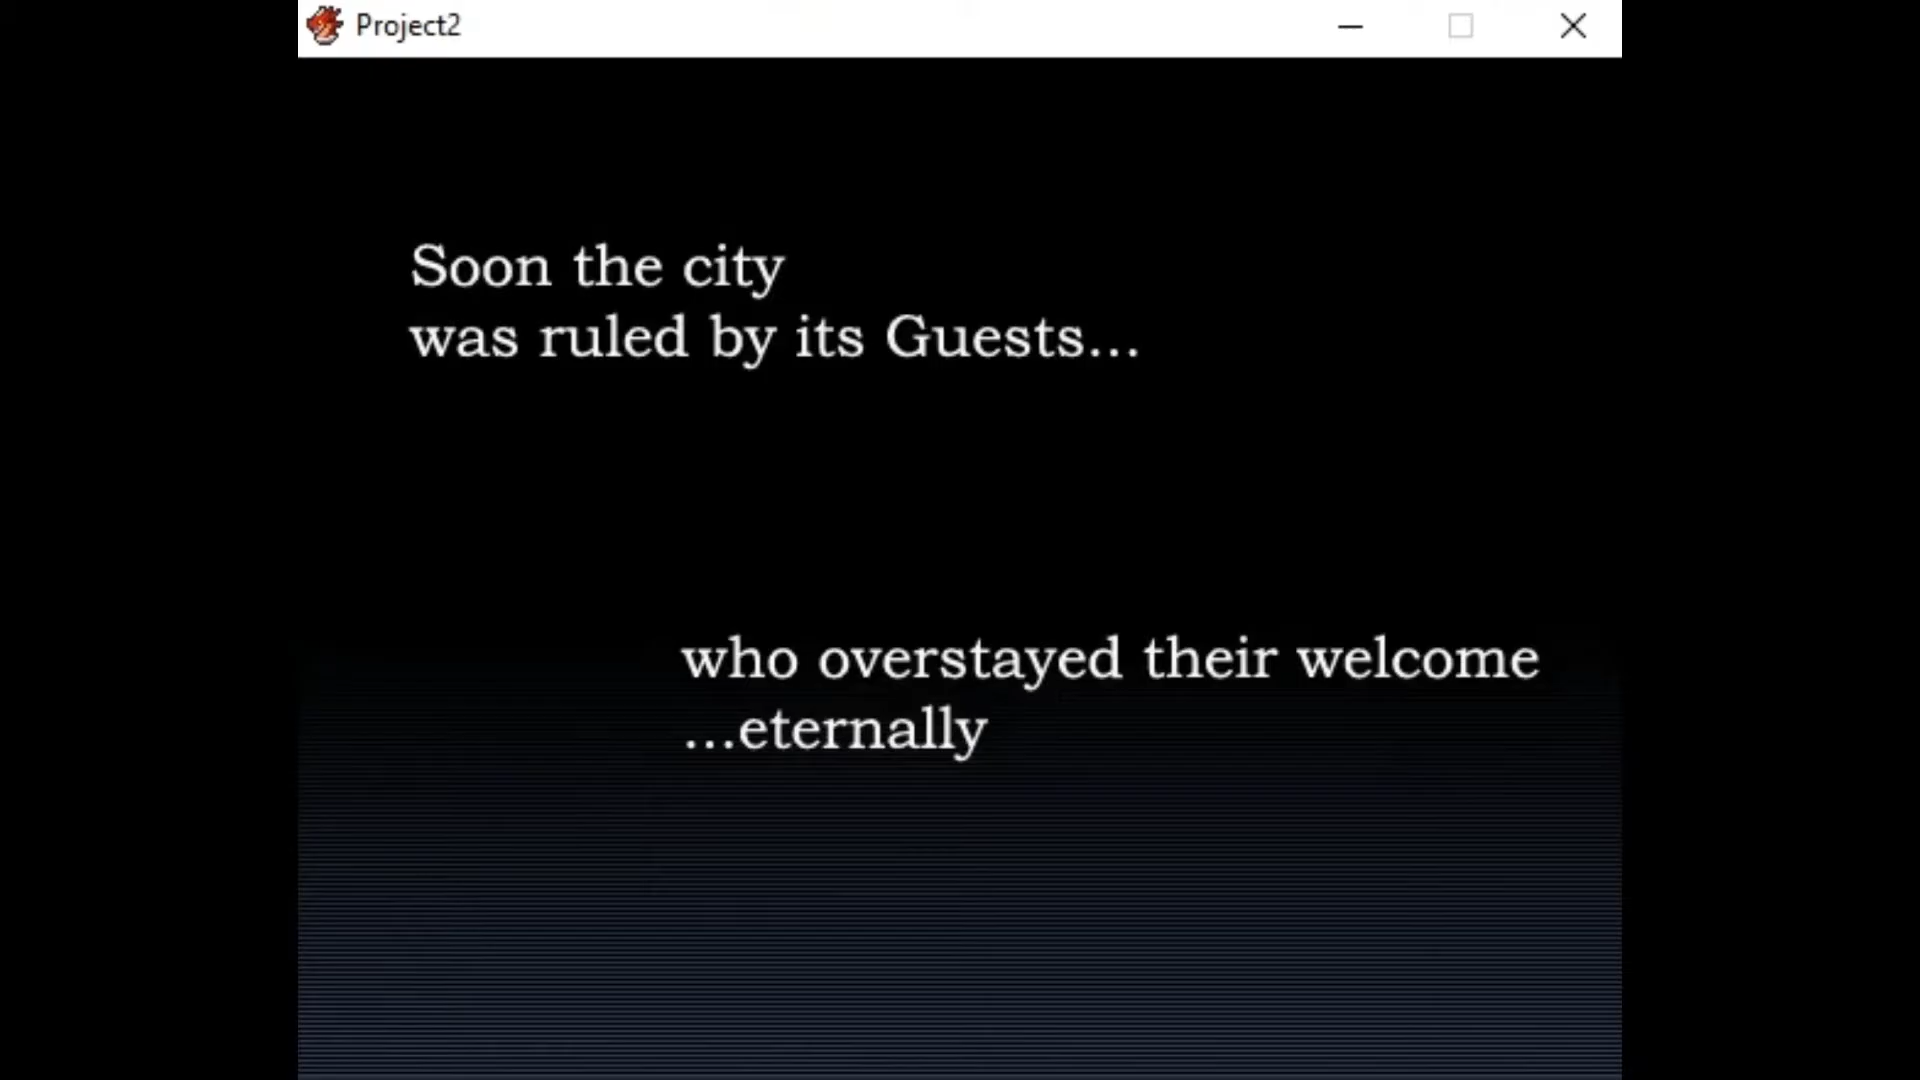 Project2
Soon the city
was ruled by its Guests...
who overstayed their welcome
...eternally